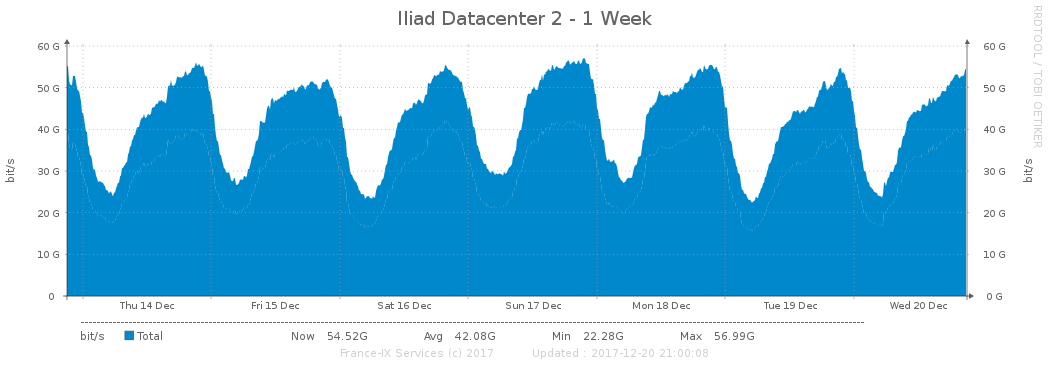 Iliad Datacenter 2 - 1 Week
RRDTOOL / TOBI OETIKER
60 G 60 G
50 G 50 G
40 G 40 G
30 G 30 G
20 G 20 G
10 G 10 G
0 0 G
bit/s bit/s
Thu 14 Dec Fri 15 Dec Sat 16 Dec Sun 17 Dec Mon 18 Dec Tue 19 Dec Wed 20 Dec
bit/s Total Now 54.52G Avg 42.08G Min 22.28G Max 56.99G
France-IX Services (c) 2017 Updated : 2017-12-20 21:00:08